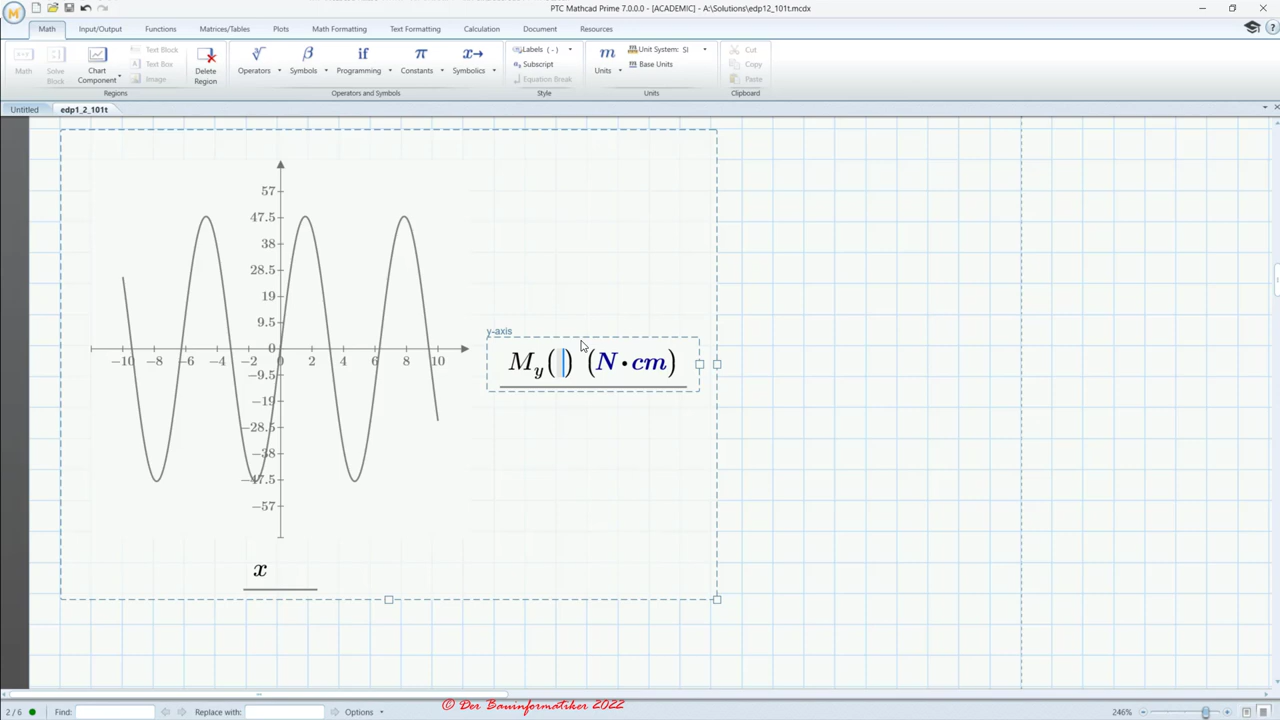 PTC Mathcad Prime 7.0.0.0 - [ACADEMIC] - A:\Solutions\edp12_101t.mcdx
Math Input/Output Functions Matrices/Tables Plots Math Formatting Text Formatting Calculation Document Resources
Math
Solve Block
Chart Component
Text Block
Text Box
Image
Delete Region
Operators
Symbols
if
Programming
π
Constants
Symbolics
Labels ( - )
Subscript
Equation Break
m
Units
Unit System: SI
Base Units
Cut
Copy
Paste
Regions Operators and Symbols Style Units Clipboard
Untitled edp1_2_101t
57
47.5
38
28.5
19
9.5
0
-10 -8 -6 -4 -2 0 2 4 6 8 10
-9.5
-19
-28.5
-38
-47.5
-57
x
y-axis
My( ) (N·cm)
2 / 6 Find: Replace with: Options 246%
© Der Bauinformatiker 2022